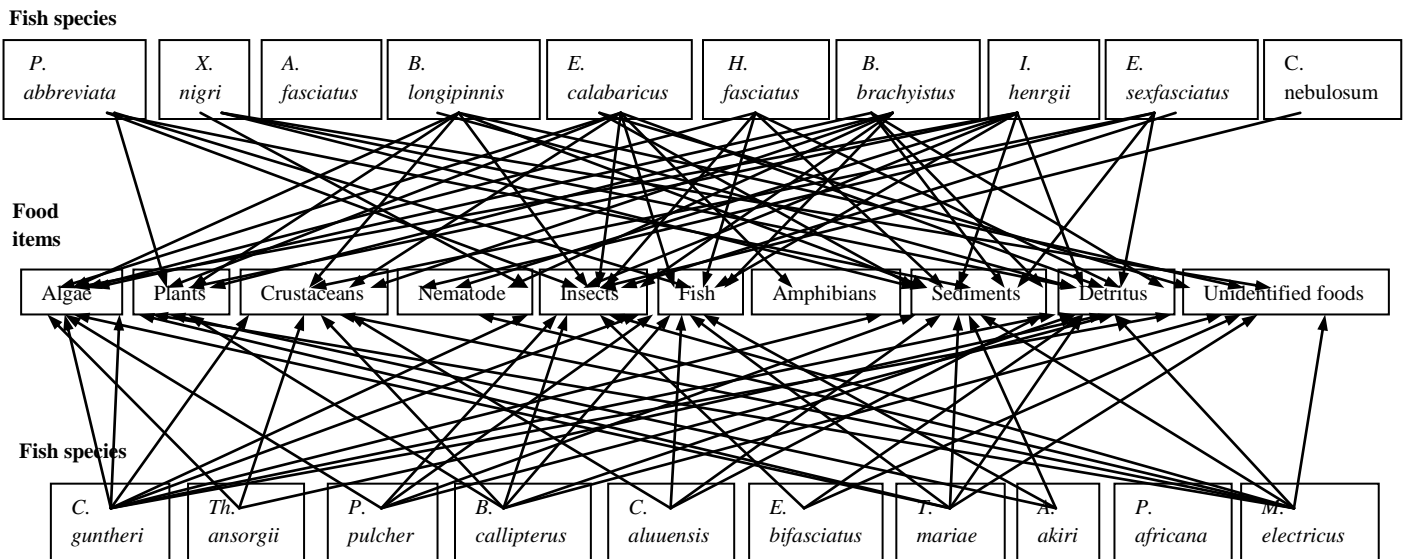 Fish species
P. X. A. B. E. H. B. I. E. C.
abbreviata nigri fasciatus longipinnis calabaricus fasciatus brachyistus henrgii sexfasciatus nebulosum
Food
items
Algae Plants Crustaceans Nematode Insects Fish Amphibians Sediments Detritus Unidentified foods
Fish species
C. Th. P. B. C. E. T. A. P. M.
guntheri ansorgii pulcher callipterus aluuensis bifasciatus mariae akiri africana electricus